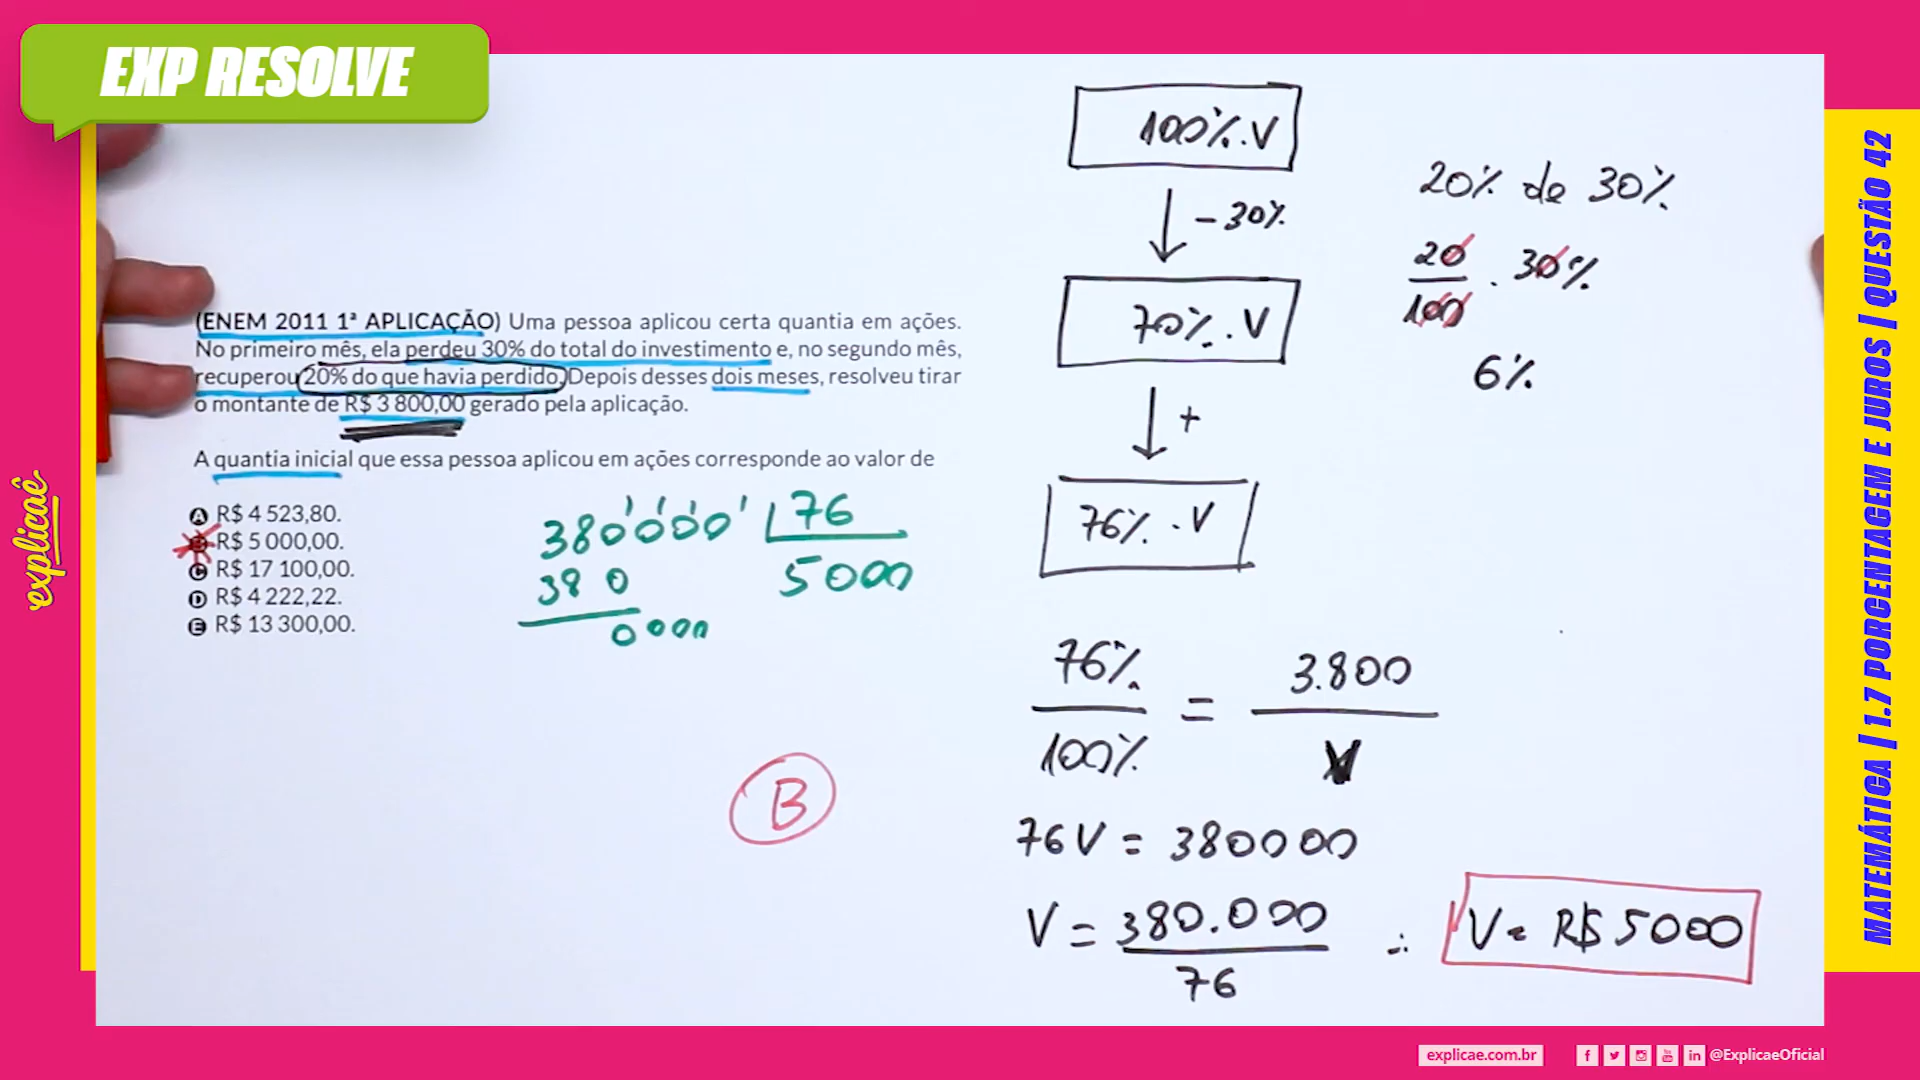 EXP RESOLVE
(ENEM 2011 1ª APLICAÇÃO) Uma pessoa aplicou certa quantia em ações.
No primeiro mês, ela perdeu 30% do total do investimento e, no segundo mês,
recuperou 20% do que havia perdido. Depois desses dois meses, resolveu tirar
o montante de R$ 3 800,00 gerado pela aplicação.
A quantia inicial que essa pessoa aplicou em ações corresponde ao valor de
A R$ 4 523,80.
B R$ 5 000,00.
C R$ 17 100,00.
D R$ 4 222,22.
E R$ 13 300,00.
380000 76
380 5000
0000
B
100%.V
-30%
70%.V
+
76%.V
20% de 30%
20/100 . 30%
6%
76%/100% = 3.800/V
76V = 380000
V = 380.000/76 ∴ V = R$ 5000
explicaê
MATEMÁTICA | 1.7 PORCENTAGEM E JUROS | QUESTÃO 42
explicae.com.br
@ExplicaeOficial